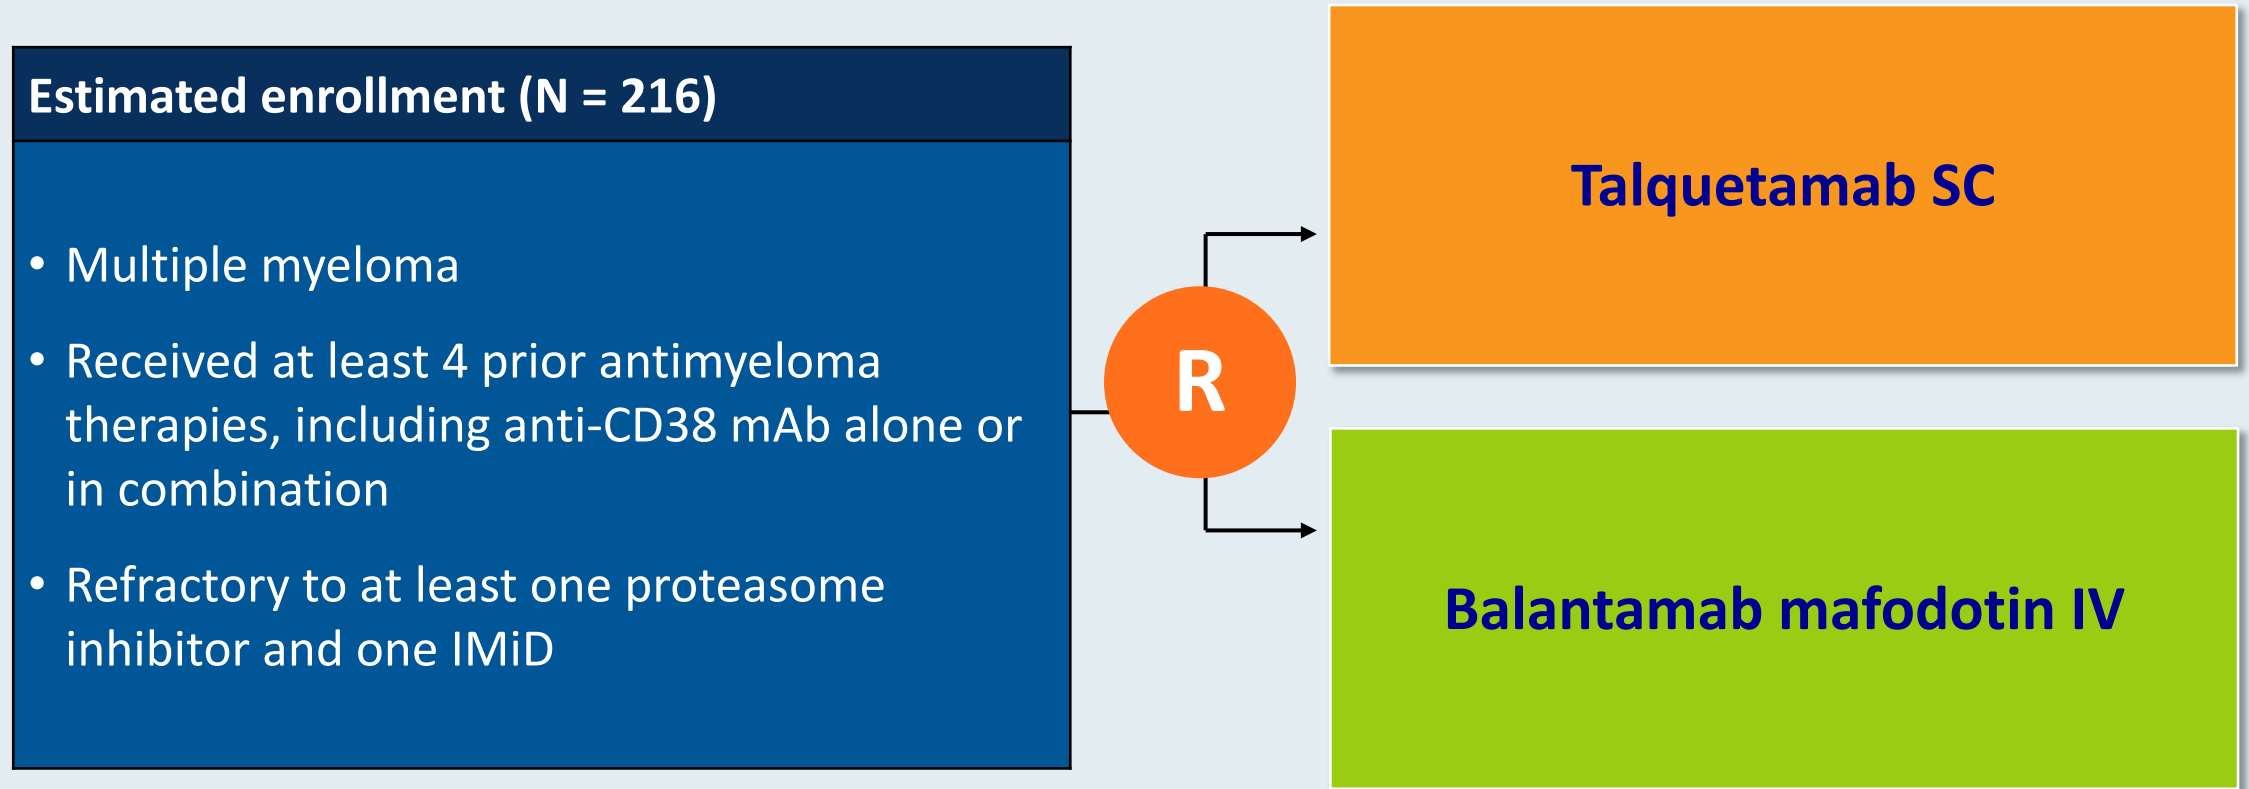 Estimated enrollment (N = 216)
• Multiple myeloma
• Received at least 4 prior antimyeloma
therapies, including anti-CD38 mAb alone or
in combination
• Refractory to at least one proteasome
inhibitor and one IMiD
R
Talquetamab SC
Balantamab mafodotin IV